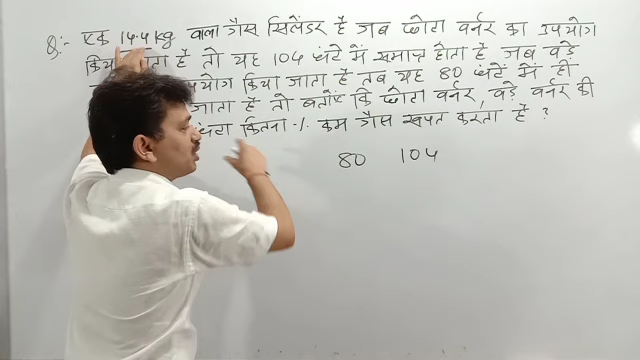 Q:- एक 14.4 kg वाला गैस सिलेंडर है जब छोटा बर्नर का उपयोग
किया जाता है तो यह 104 घंटे में समाप्त होता है जब बड़े
उपयोग किया जाता है तब यह 80 घंटे में ही
जाता है तो बताएँ कि छोटा बर्नर, बड़े बर्नर की
कितना % कम गैस खपत करता है ?
80 104